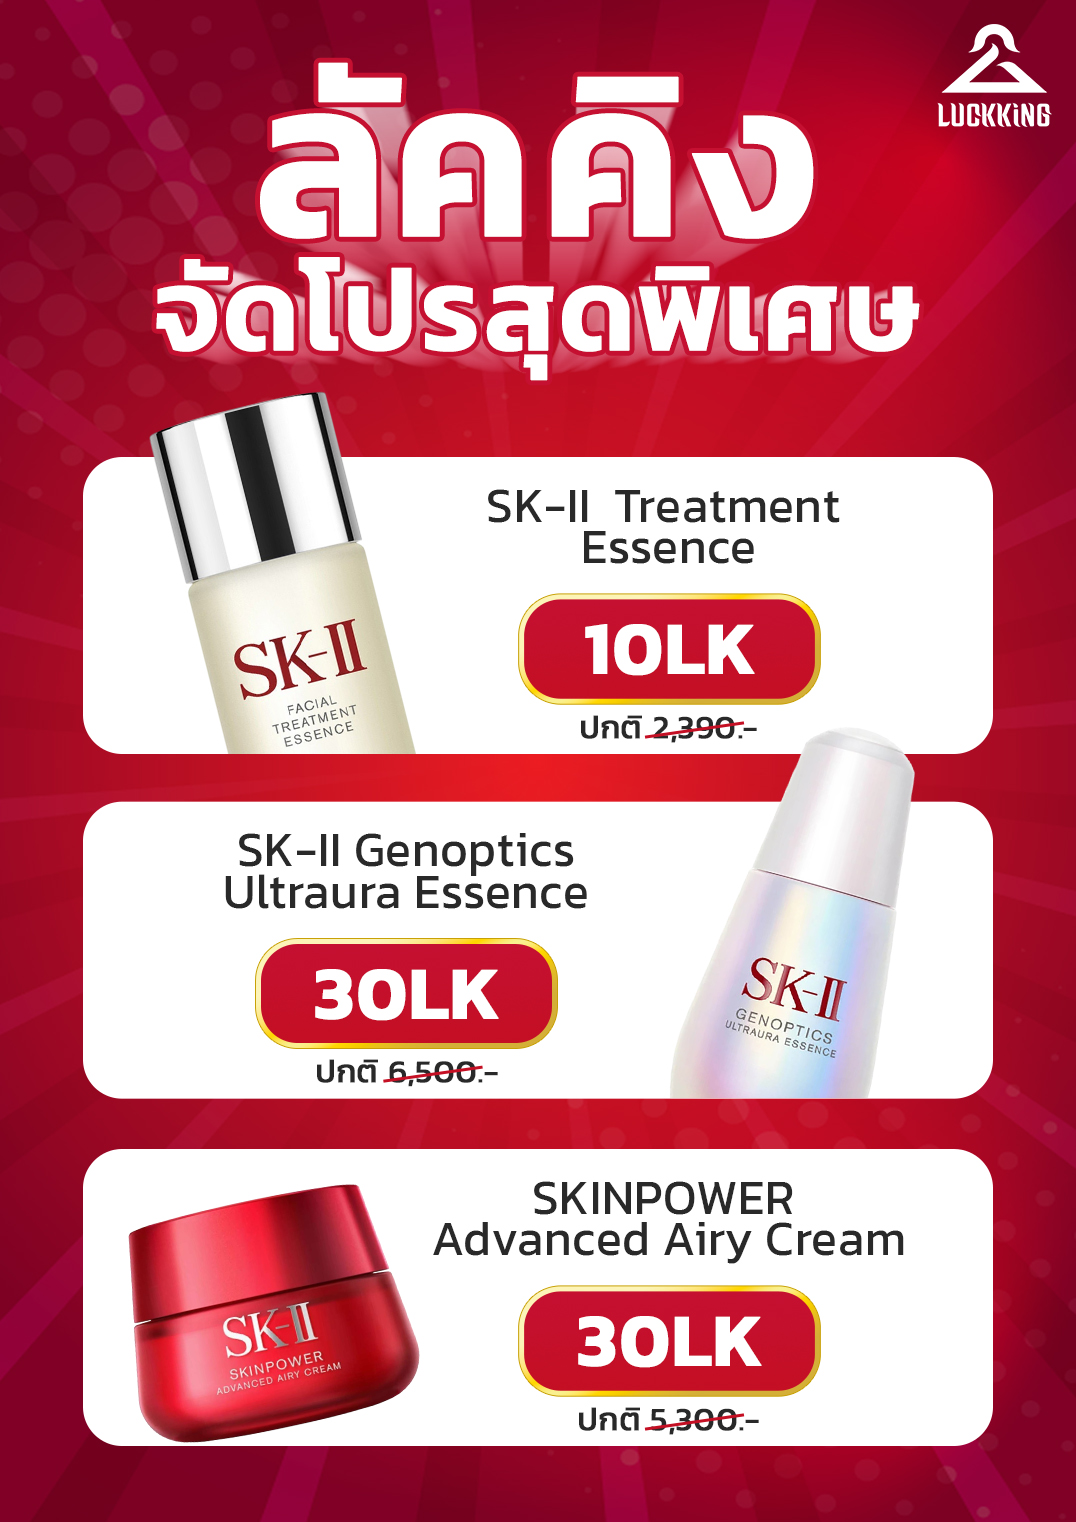 LUCKKiNG
ลัคคิง
จัดโปรสุดพิเศษ
SK-II
FACIAL
TREATMENT
ESSENCE
SK-II Treatment
Essence
10LK
ปกติ 2,390.-
SK-II Genoptics
Ultraura Essence
30LK
ปกติ 6,500.-
SK-II
GENOPTICS
ULTRAURA ESSENCE
SK-II
SKINPOWER
ADVANCED AIRY CREAM
SKINPOWER
Advanced Airy Cream
30LK
ปกติ 5,300.-